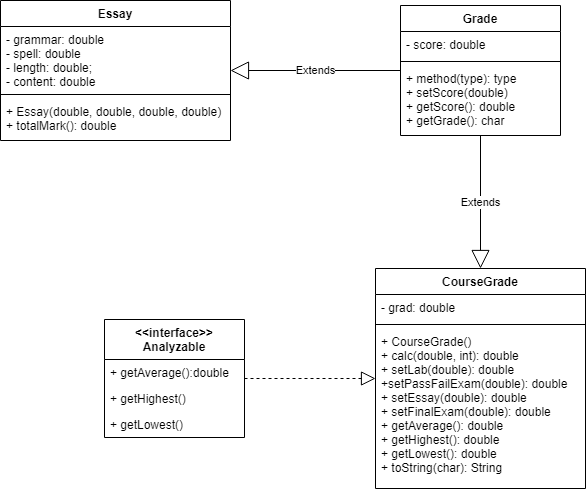 Essay
- grammar: double
- spell: double
- length: double;
- content: double
+ Essay(double, double, double, double)
+ totalMark(): double
Extends
Grade
- score: double
+ method(type): type
+ setScore(double)
+ getScore(): double
+ getGrade(): char
Extends
<<interface>>
Analyzable
+ getAverage():double
+ getHighest()
+ getLowest()
CourseGrade
- grad: double
+ CourseGrade()
+ calc(double, int): double
+ setLab(double): double
+setPassFailExam(double): double
+ setEssay(double): double
+ setFinalExam(double): double
+ getAverage(): double
+ getHighest(): double
+ getLowest(): double
+ toString(char): String